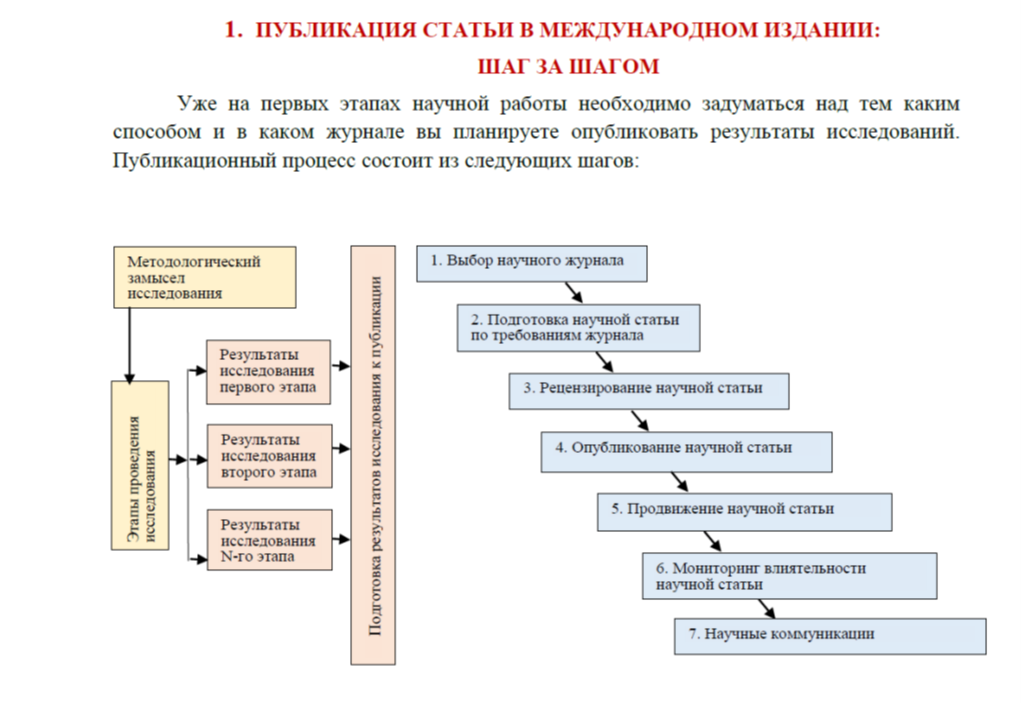 1. ПУБЛИКАЦИЯ СТАТЬИ В МЕЖДУНАРОДНОМ ИЗДАНИИ:
ШАГ ЗА ШАГОМ
Уже на первых этапах научной работы необходимо задуматься над тем каким
способом и в каком журнале вы планируете опубликовать результаты исследований.
Публикационный процесс состоит из следующих шагов:
Методологический
замысел
исследования
Этапы проведения
исследования
Результаты
исследования
первого этапа
Результаты
исследования
второго этапа
Результаты
исследования
N-го этапа
Подготовка результатов исследования к публикации
1. Выбор научного журнала
2. Подготовка научной статьи
по требованиям журнала
3. Рецензирование научной статьи
4. Опубликование научной статьи
5. Продвижение научной статьи
6. Мониторинг влиятельности
научной статьи
7. Научные коммуникации